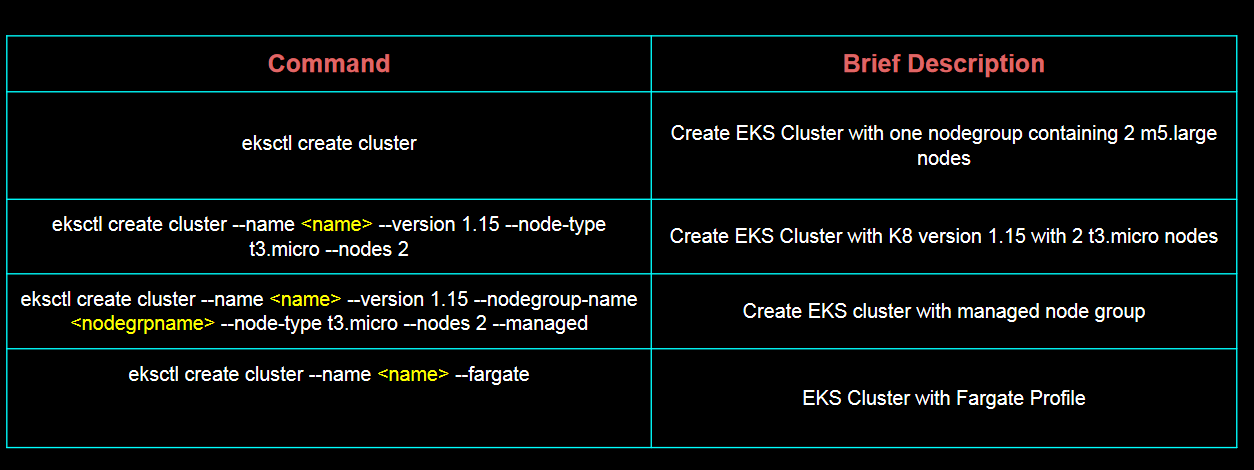 Command
Brief Description
eksctl create cluster
Create EKS Cluster with one nodegroup containing 2 m5.large
nodes
eksctl create cluster --name <name> --version 1.15 --node-type
t3.micro --nodes 2
Create EKS Cluster with K8 version 1.15 with 2 t3.micro nodes
eksctl create cluster --name <name> --version 1.15 --nodegroup-name
<nodegrpname> --node-type t3.micro --nodes 2 --managed
Create EKS cluster with managed node group
eksctl create cluster --name <name> --fargate
EKS Cluster with Fargate Profile